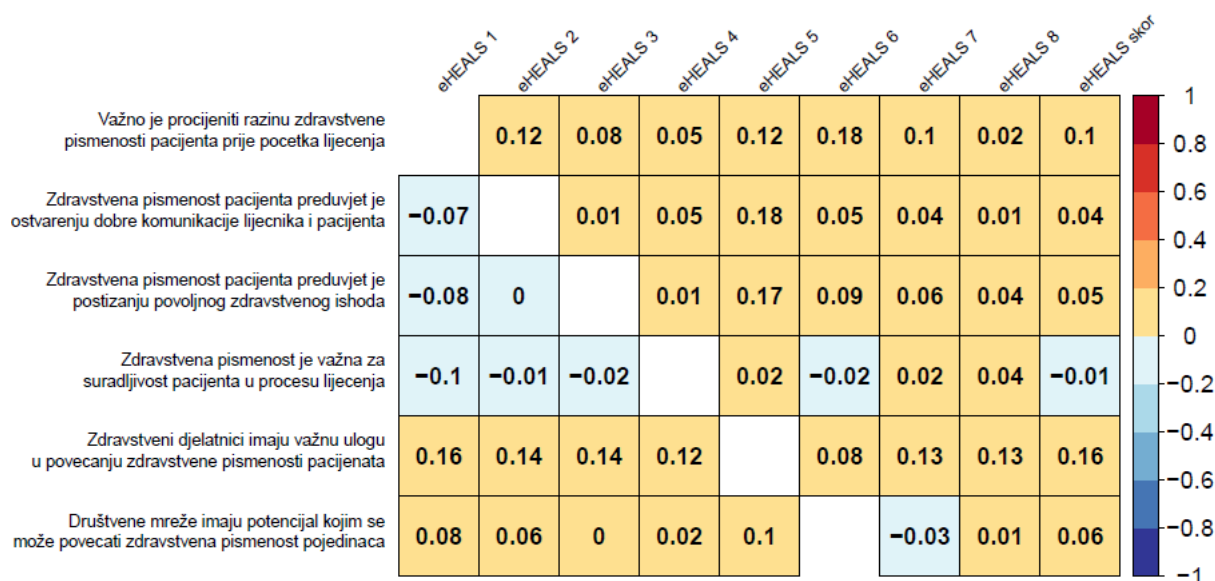 eHEALS 1 eHEALS 2 eHEALS 3 eHEALS 4 eHEALS 5 eHEALS 6 eHEALS 7 eHEALS 8 eHEALS skor
Važno je procijeniti razinu zdravstvene
pismenosti pacijenta prije pocetka lijecenja
0.12 0.08 0.05 0.12 0.18 0.1 0.02 0.1
Zdravstvena pismenost pacijenta preduvjet je
ostvarenju dobre komunikacije lijecnika i pacijenta
−0.07 0.01 0.05 0.18 0.05 0.04 0.01 0.04
Zdravstvena pismenost pacijenta preduvjet je
postizanju povoljnog zdravstvenog ishoda
−0.08 0 0.01 0.17 0.09 0.06 0.04 0.05
Zdravstvena pismenost je važna za
suradljivost pacijenta u procesu lijecenja
−0.1 −0.01 −0.02 0.02 −0.02 0.02 0.04 −0.01
Zdravstveni djelatnici imaju važnu ulogu
u povecanju zdravstvene pismenosti pacijenata
0.16 0.14 0.14 0.12 0.08 0.13 0.13 0.16
Društvene mreže imaju potencijal kojim se
može povecati zdravstvena pismenost pojedinaca
0.08 0.06 0 0.02 0.1 −0.03 0.01 0.06
1
0.8
0.6
0.4
0.2
0
−0.2
−0.4
−0.6
−0.8
−1